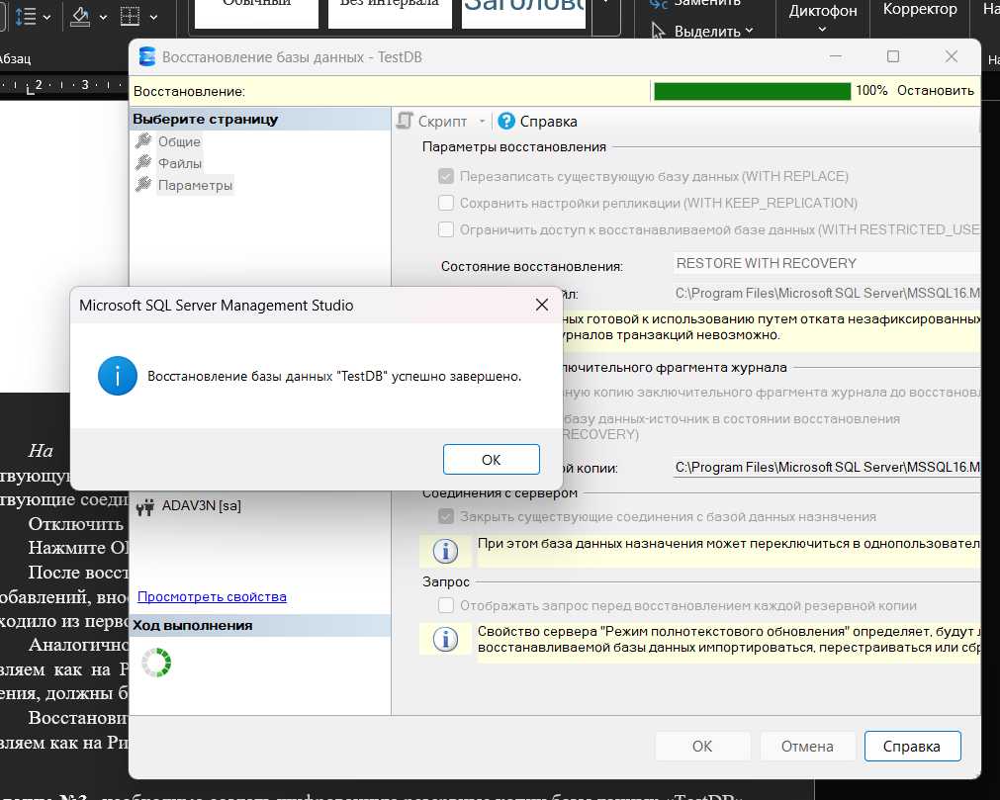 Обычный
Без интервала
Заменить
Выделить
Диктофон
Корректор
Абзац
2 3
Восстановление базы данных - TestDB
Восстановление:
100%
Остановить
Выберите страницу
Общие
Файлы
Параметры
Скрипт
Справка
Параметры восстановления
Перезаписать существующую базу данных (WITH REPLACE)
Сохранить настройки репликации (WITH KEEP_REPLICATION)
Ограничить доступ к восстанавливаемой базе данных (WITH RESTRICTED_USE
Состояние восстановления:
RESTORE WITH RECOVERY
йл:
C:\Program Files\Microsoft SQL Server\MSSQL16.M
ных готовой к использованию путем отката незафиксированных
урналов транзакций невозможно.
Microsoft SQL Server Management Studio
Восстановление базы данных "TestDB" успешно завершено.
OK
лючительного фрагмента журнала
ную копию заключительного фрагмента журнала до восстановл
базу данных-источник в состоянии восстановления
RECOVERY)
ой копии:
C:\Program Files\Microsoft SQL Server\MSSQL16.M
Соединения с сервером
Закрыть существующие соединения с базой данных назначения
При этом база данных назначения может переключиться в однопользовател
Запрос
Отображать запрос перед восстановлением каждой резервной копии
Свойство сервера "Режим полнотекстового обновления" определяет, будут л
восстанавливаемой базы данных импортироваться, перестраиваться или сбр
ADAV3N [sa]
Просмотреть свойства
Ход выполнения
OK
Отмена
Справка
На
ствующую
ствующие соеди
Отключить
Нажмите О
После восст
обавлений, внос
ходило из перво
Аналогично
вляем как на Р
ения, должны б
Восстанови
вляем как на Ри